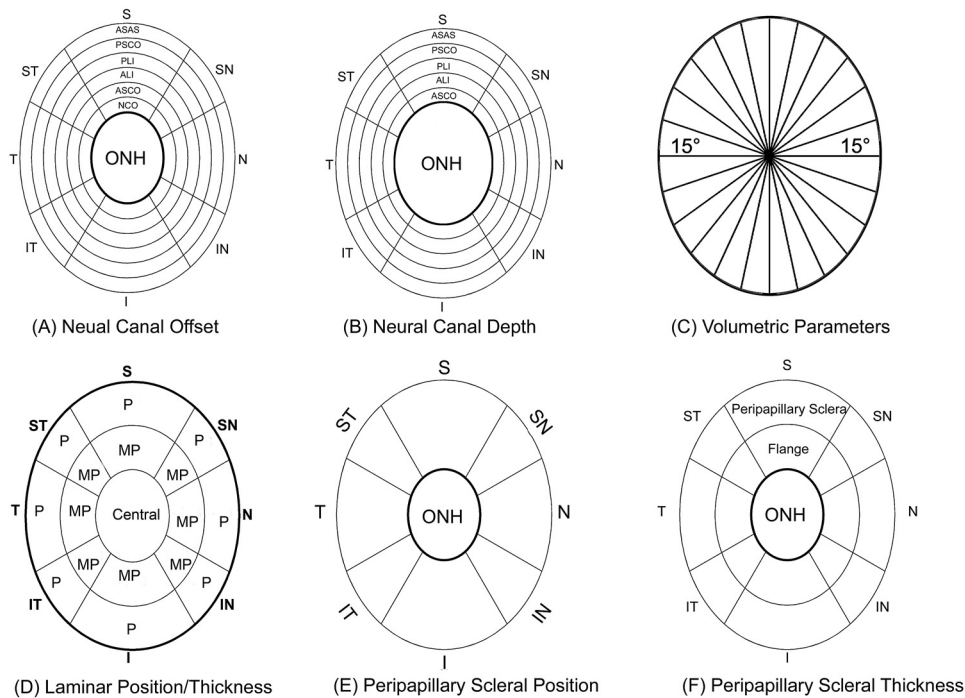 S
ASAS
PSCO
PLI
ALI
ASCO
NCO
ONH
ST
SN
T
N
IT
IN
I
(A) Neual Canal Offset
S
ASAS
PSCO
PLI
ALI
ASCO
ONH
ST
SN
T
N
IT
IN
I
(B) Neural Canal Depth
15° 15°
(C) Volumetric Parameters
S
P
ST
SN
P
P
MP
MP
MP
T
P
MP
Central
MP
P
N
MP
MP
MP
P
P
IT
IN
P
I
(D) Laminar Position/Thickness
S
ST
SN
T
ONH
N
IT
IN
I
(E) Peripapillary Scleral Position
S
Peripapillary Sclera
ST
SN
Flange
T
ONH
N
IT
IN
I
(F) Peripapillary Scleral Thickness